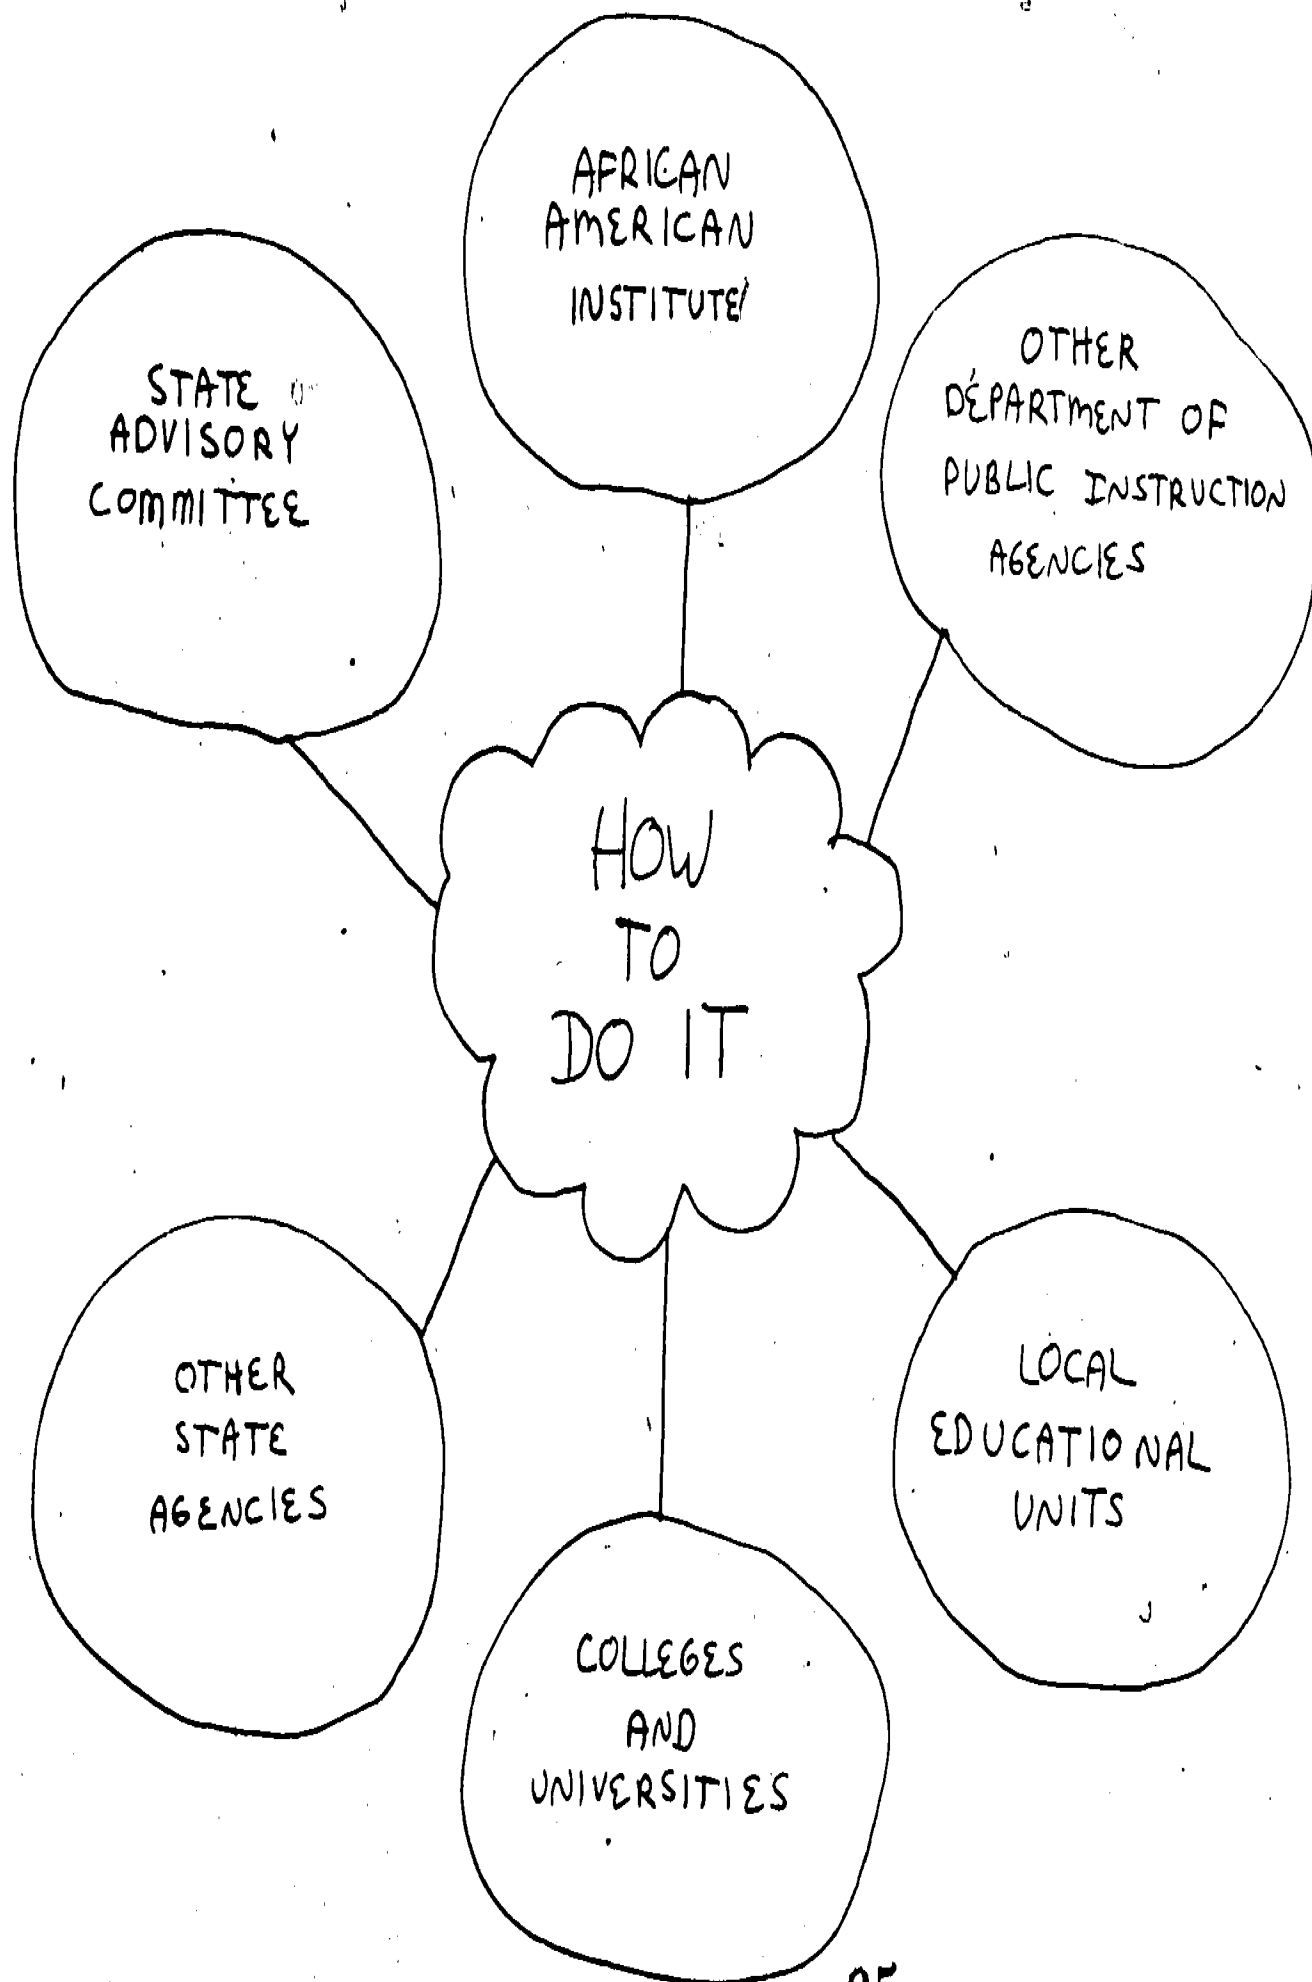 AFRICAN
AMERICAN
INSTITUTE
STATE
ADVISORY
COMMITTEE
OTHER
DEPARTMENT OF
PUBLIC INSTRUCTION
AGENCIES
HOW
TO
DO IT
OTHER
STATE
AGENCIES
LOCAL
EDUCATIONAL
UNITS
COLLEGES
AND
UNIVERSITIES